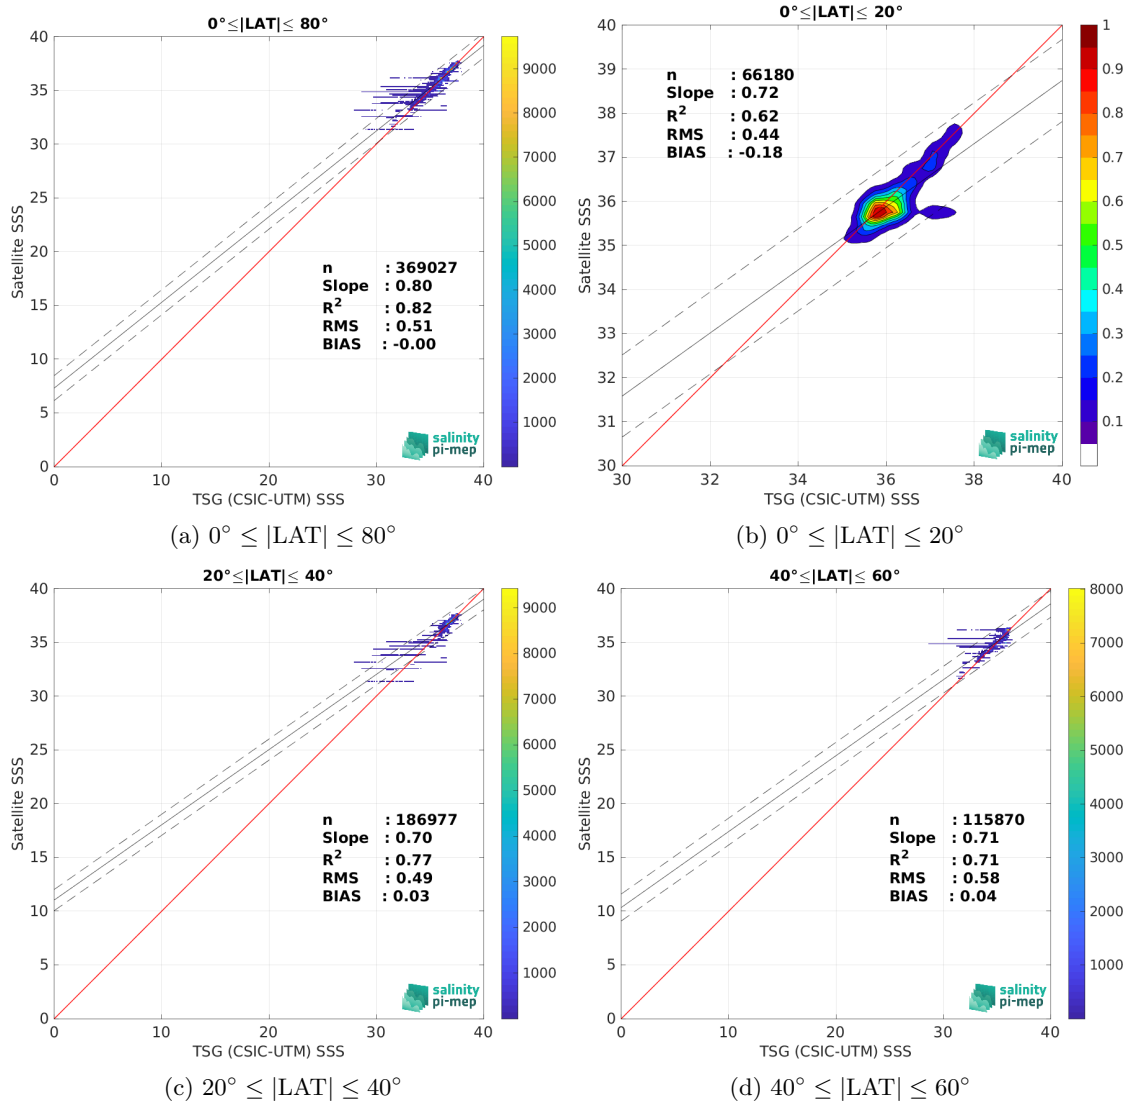 0°≤|LAT|≤ 80°
40
35
30
25
20
15
10
5
0
Satellite SSS
n : 369027
Slope : 0.80
R² : 0.82
RMS : 0.51
BIAS : -0.00
salinity
pi-mep
0 10 20 30 40
TSG (CSIC-UTM) SSS
9000
8000
7000
6000
5000
4000
3000
2000
1000
(a) 0° ≤ |LAT| ≤ 80°
0°≤|LAT|≤ 20°
40
39
38
37
36
35
34
33
32
31
30
Satellite SSS
n : 66180
Slope : 0.72
R² : 0.62
RMS : 0.44
BIAS : -0.18
salinity
pi-mep
30 32 34 36 38 40
TSG (CSIC-UTM) SSS
1
0.9
0.8
0.7
0.6
0.5
0.4
0.3
0.2
0.1
(b) 0° ≤ |LAT| ≤ 20°
20°≤|LAT|≤ 40°
40
35
30
25
20
15
10
5
0
Satellite SSS
n : 186977
Slope : 0.70
R² : 0.77
RMS : 0.49
BIAS : 0.03
salinity
pi-mep
0 10 20 30 40
TSG (CSIC-UTM) SSS
9000
8000
7000
6000
5000
4000
3000
2000
1000
(c) 20° ≤ |LAT| ≤ 40°
40°≤|LAT|≤ 60°
40
35
30
25
20
15
10
5
0
Satellite SSS
n : 115870
Slope : 0.71
R² : 0.71
RMS : 0.58
BIAS : 0.04
salinity
pi-mep
0 10 20 30 40
TSG (CSIC-UTM) SSS
8000
7000
6000
5000
4000
3000
2000
1000
(d) 40° ≤ |LAT| ≤ 60°